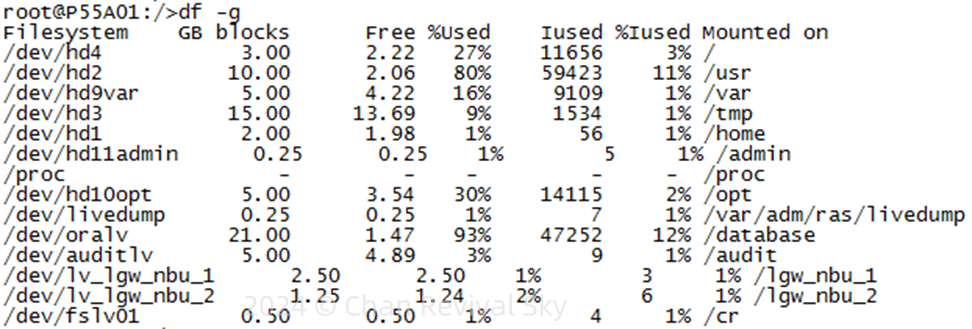 root@P55A01:/>df -g
Filesystem    GB blocks      Free %Used    Iused %Iused Mounted on
/dev/hd4           3.00      2.22   27%    11656     3% /
/dev/hd2          10.00      2.06   80%    59423    11% /usr
/dev/hd9var        5.00      4.22   16%     9109     1% /var
/dev/hd3          15.00     13.69    9%     1534     1% /tmp
/dev/hd1           2.00      1.98    1%       56     1% /home
/dev/hd11admin      0.25      0.25    1%        5     1% /admin
/proc                 -         -     -         -     -  /proc
/dev/hd10opt       5.00      3.54   30%    14115     2% /opt
/dev/livedump      0.25      0.25    1%        7     1% /var/adm/ras/livedump
/dev/oralv        21.00      1.47   93%    47252    12% /database
/dev/auditlv       5.00      4.89    3%        9     1% /audit
/dev/lv_lgw_nbu_1      2.50      2.50    1%        3     1% /lgw_nbu_1
/dev/lv_lgw_nbu_2      1.25      1.24    2%        6     1% /lgw_nbu_2
2024 © Chan Revival Sky
/dev/fslv01        0.50      0.50    1%        4     1% /cr